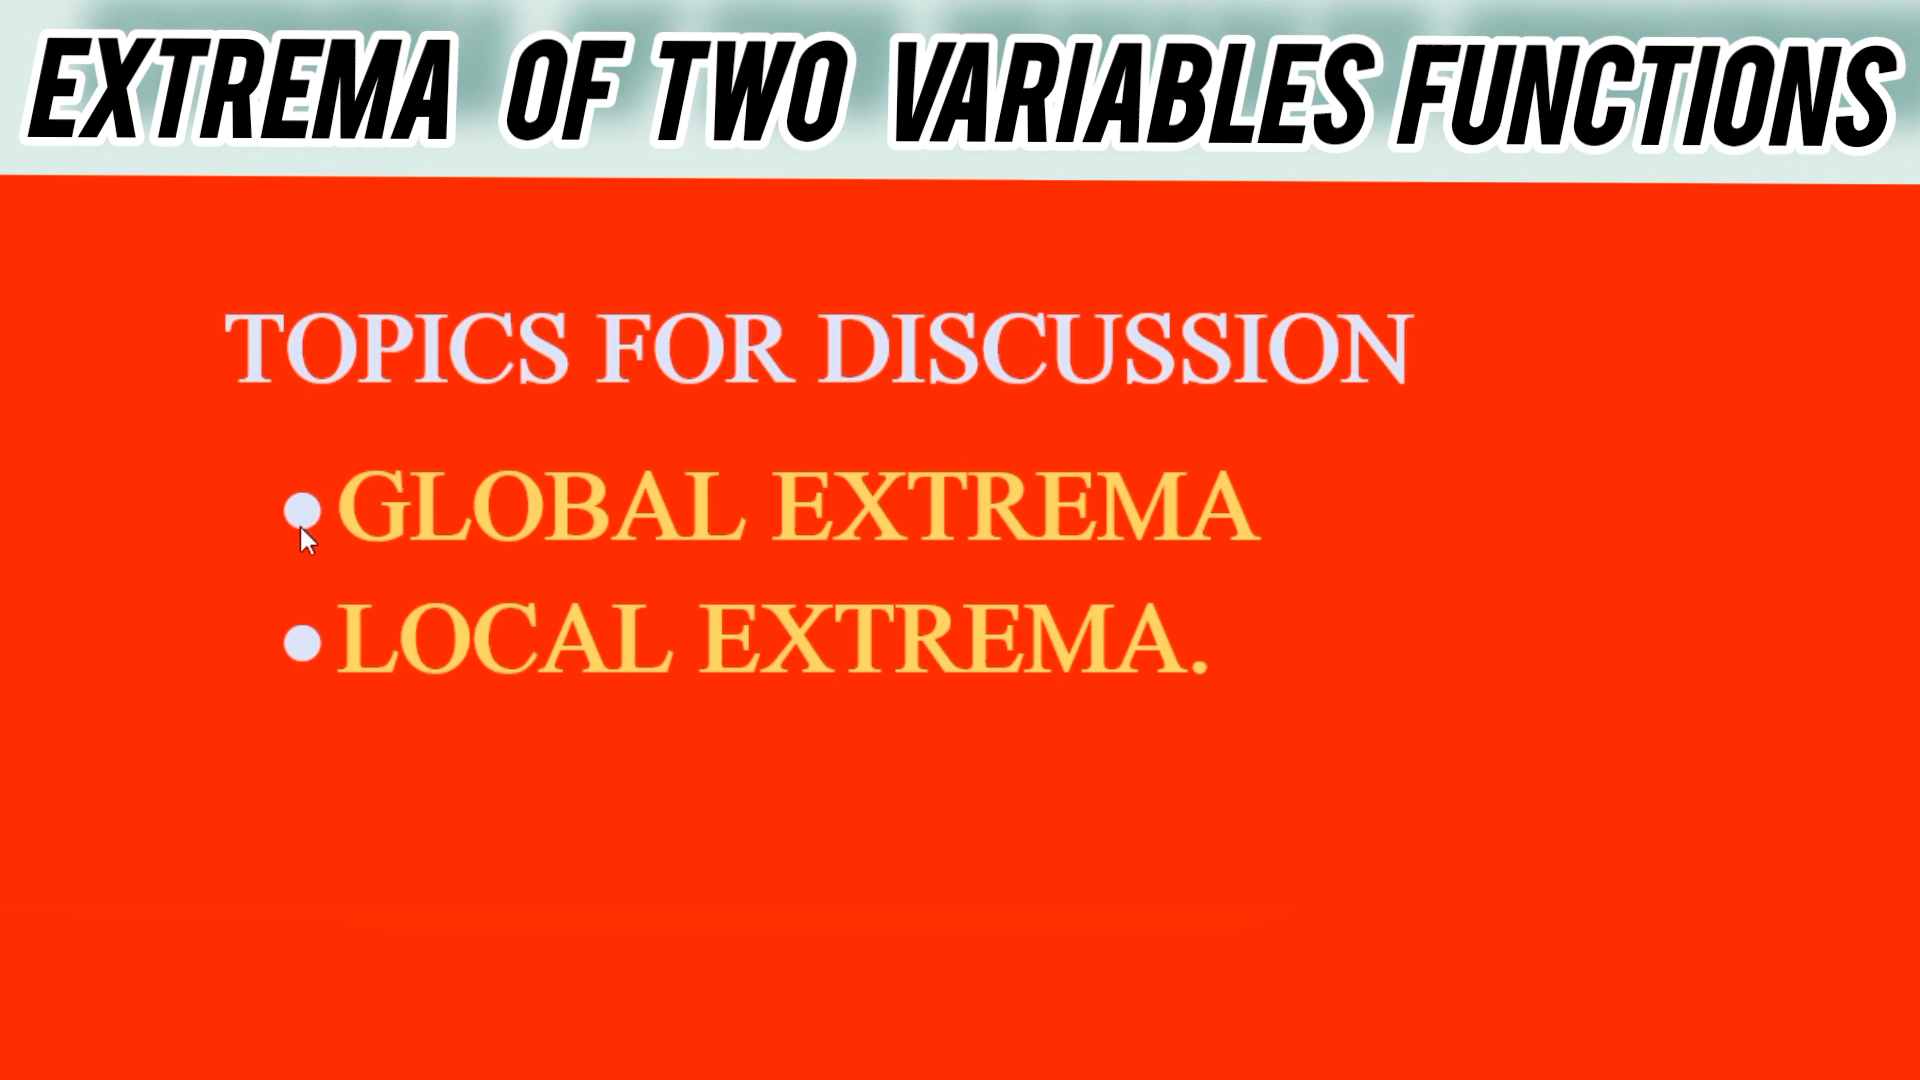 EXTREMA OF TWO VARIABLES FUNCTIONS
TOPICS FOR DISCUSSION
• GLOBAL EXTREMA
• LOCAL EXTREMA.